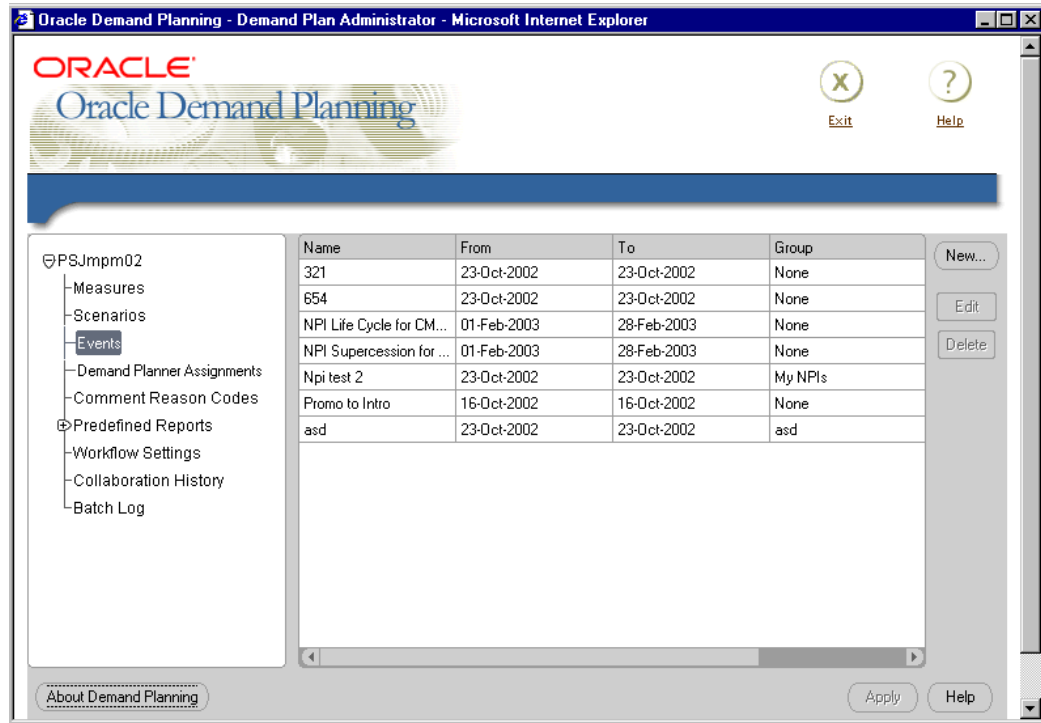 Oracle Demand Planning - Demand Plan Administrator - Microsoft Internet Explorer
ORACLE
Oracle Demand Planning
X
?
Exit
Help
PSJmpm02
Measures
Scenarios
Events
Demand Planner Assignments
Comment Reason Codes
Predefined Reports
Workflow Settings
Collaboration History
Batch Log
Name From To Group
321 23-Oct-2002 23-Oct-2002 None
654 23-Oct-2002 23-Oct-2002 None
NPI Life Cycle for CM... 01-Feb-2003 28-Feb-2003 None
NPI Supercession for ... 01-Feb-2003 28-Feb-2003 None
Npi test 2 23-Oct-2002 23-Oct-2002 My NPIs
Promo to Intro 16-Oct-2002 16-Oct-2002 None
asd 23-Oct-2002 23-Oct-2002 asd
New...
Edit
Delete
About Demand Planning
Apply
Help